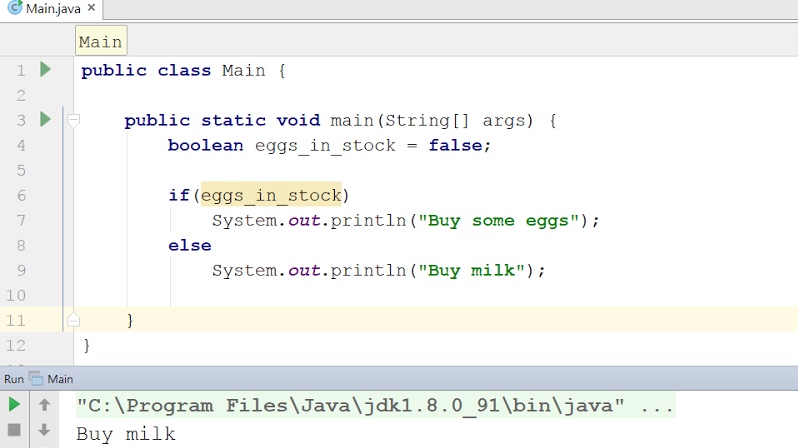 Main.java
Main
1 public class Main {
2
3 public static void main(String[] args) {
4 boolean eggs_in_stock = false;
5
6 if(eggs_in_stock)
7 System.out.println("Buy some eggs");
8 else
9 System.out.println("Buy milk");
10
11 }
12 }
Run Main
"C:\Program Files\Java\jdk1.8.0_91\bin\java" ...
Buy milk